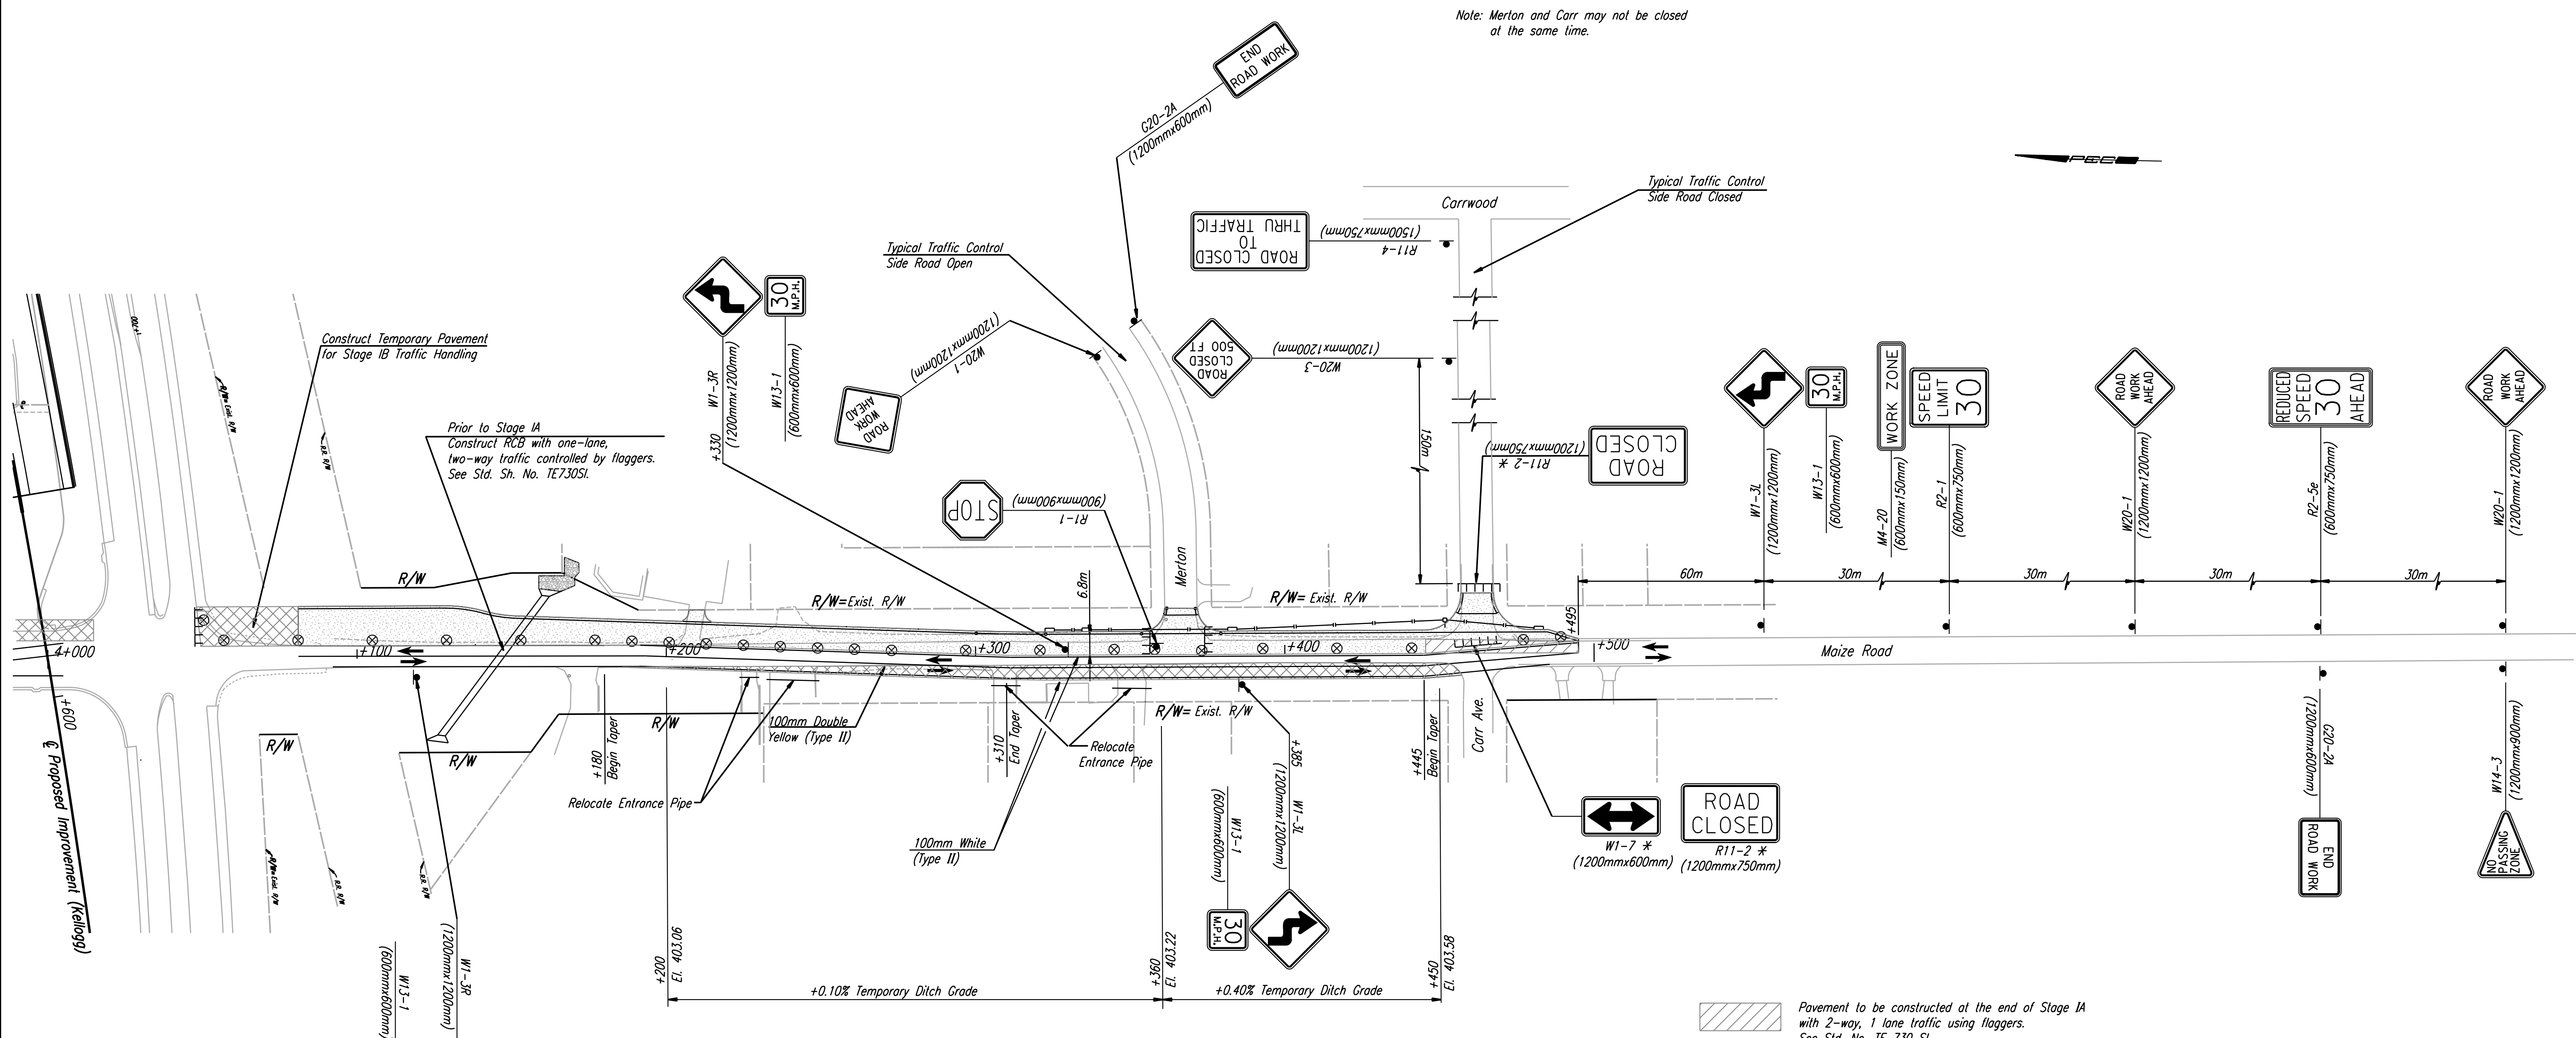 Note: Merton and Carr may not be closed
at the same time.
END
ROAD WORK
G20-2A
(1200mmx600mm)
Carrwood
Typical Traffic Control
Side Road Closed
ROAD CLOSED
TO
THRU TRAFFIC
R11-4
(1500mmx750mm)
Typical Traffic Control
Side Road Open
30
M.P.H.
+330
W1-3R
(1200mmx1200mm)
W13-1
(600mmx600mm)
W20-1
(1200mmx1200mm)
ROAD
WORK
AHEAD
ROAD
CLOSED
500 FT
W20-3
(1200mmx1200mm)
150m
ROAD
CLOSED
R11-2 *
(1200mmx750mm)
STOP
R1-1
(900mmx900mm)
Construct Temporary Pavement
for Stage IB Traffic Handling
Prior to Stage IA
Construct RCB with one-lane,
two-way traffic controlled by flaggers.
See Std. Sh. No. TE730SI.
1+700
R/W= Exist. R/W
R.R. R/W
30
M.P.H.
W1-3L
(1200mmx1200mm)
W13-1
(600mmx600mm)
WORK ZONE
M4-20
(600mmx150mm)
SPEED
LIMIT
30
R2-1
(600mmx750mm)
ROAD
WORK
AHEAD
W20-1
(1200mmx1200mm)
REDUCED
SPEED
30
AHEAD
R2-5e
(600mmx750mm)
ROAD
WORK
AHEAD
W20-1
(1200mmx1200mm)
60m
30m
30m
30m
30m
R/W
R/W=Exist. R/W
6.8m
Merton
R/W= Exist. R/W
+495
4+000
+100
+200
+300
+400
+500
Maize Road
+600
℄ Proposed Improvement (Kellogg)
R/W
R/W
R/W
+180
Begin Taper
100mm Double
Yellow (Type II)
+310
End Taper
Relocate
Entrance Pipe
R/W= Exist. R/W
+445
Begin Taper
Carr Ave.
Relocate Entrance Pipe
100mm White
(Type II)
+385
W1-3L
(1200mmx1200mm)
W13-1
(600mmx600mm)
30
M.P.H.
W1-7 *
(1200mmx600mm)
ROAD
CLOSED
R11-2 *
(1200mmx750mm)
G20-2A
(1200mmx600mm)
END
ROAD WORK
W14-3
(1200mmx900mm)
NO
PASSING
ZONE
R/W= Exist. R/W
R.R. R/W
R.R. R/W
W1-3R
(1200mmx1200mm)
W13-1
(600mmx600mm)
+200
El. 403.06
+0.10% Temporary Ditch Grade
+360
El. 403.22
+0.40% Temporary Ditch Grade
+450
El. 403.58
Pavement to be constructed at the end of Stage IA
with 2-way, 1 lane traffic using flaggers.
See Std. No. TE 730 SI.